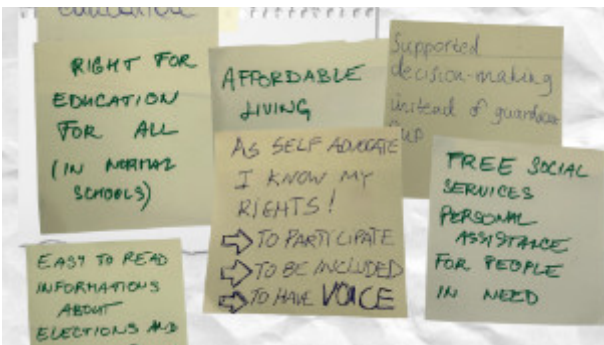 RIGHT FOR
EDUCATION
FOR ALL
(IN NORMAL
SCHOOLS)
AFFORDABLE
LIVING
Supported
decision-making
instead of
AS SELF ADVOCATE
I KNOW MY
RIGHTS!
⇨ TO PARTICIPATE
⇨ TO BE INCLUDED
⇨ TO HAVE VOICE
FREE SOCIAL
SERVICES
PERSONAL
ASSISTANCE
FOR PEOPLE
IN NEED
EASY TO READ
INFORMATIONS
ABOUT
ELECTIONS AND